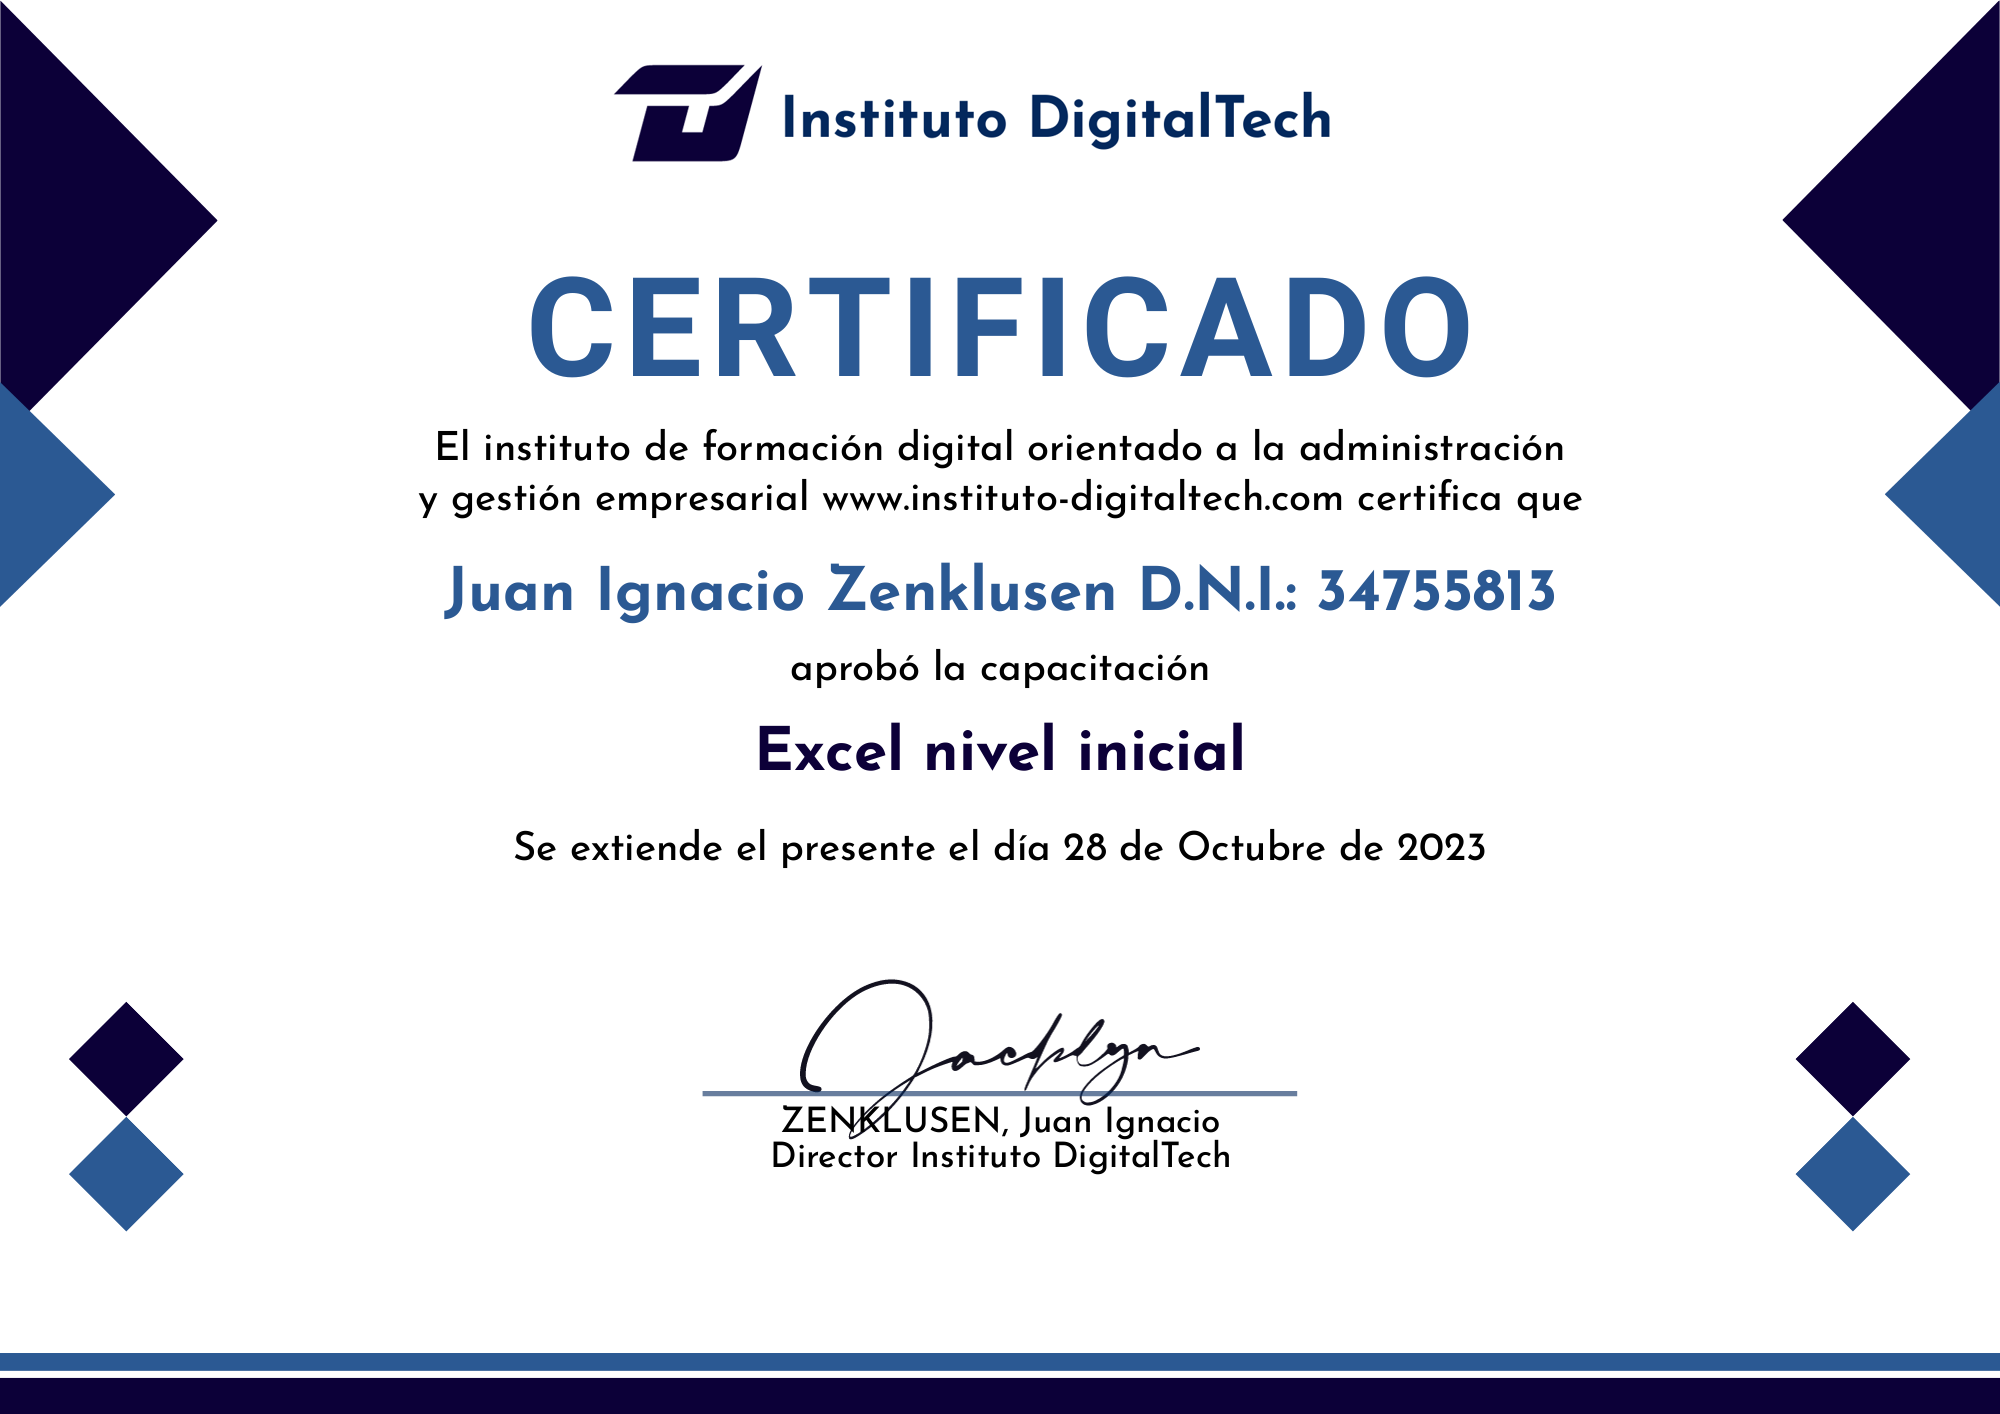 Instituto DigitalTech
CERTIFICADO
El instituto de formación digital orientado a la administración
y gestión empresarial www.instituto-digitaltech.com certifica que
Juan Ignacio Zenklusen D.N.I.: 34755813
aprobó la capacitación
Excel nivel inicial
Se extiende el presente el día 28 de Octubre de 2023
Jacklyn
ZENKLUSEN, Juan Ignacio
Director Instituto DigitalTech